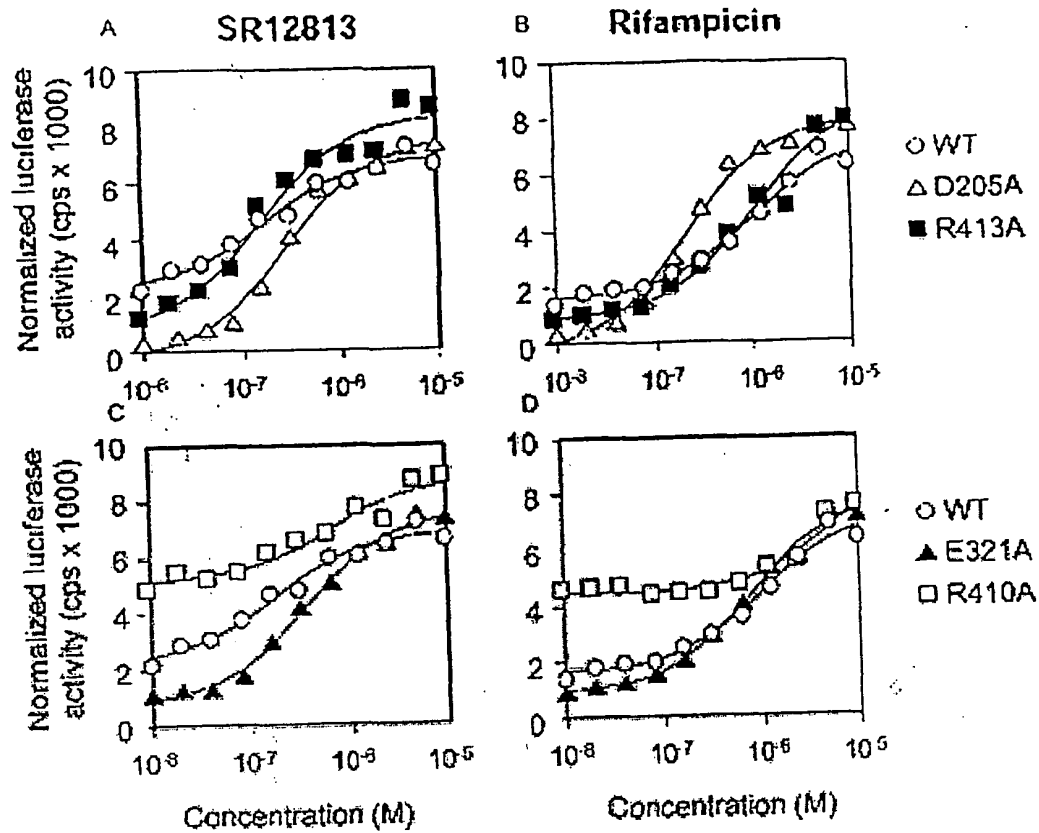 A SR12813
B Rifampicin
Normalized luciferase
activity (cps x 1000)
10
8
6
4
2
0
10⁻⁸ 10⁻⁷ 10⁻⁶ 10⁻⁵
10
8
6
4
2
0
10⁻⁸ 10⁻⁷ 10⁻⁶ 10⁻⁵
WT
D205A
R413A
C
D
Normalized luciferase
activity (cps x 1000)
10
8
6
4
2
0
10⁻⁸ 10⁻⁷ 10⁻⁶ 10⁻⁵
Concentration (M)
10
8
6
4
2
0
10⁻⁸ 10⁻⁷ 10⁻⁶ 10⁻⁵
Concentration (M)
WT
E321A
R410A